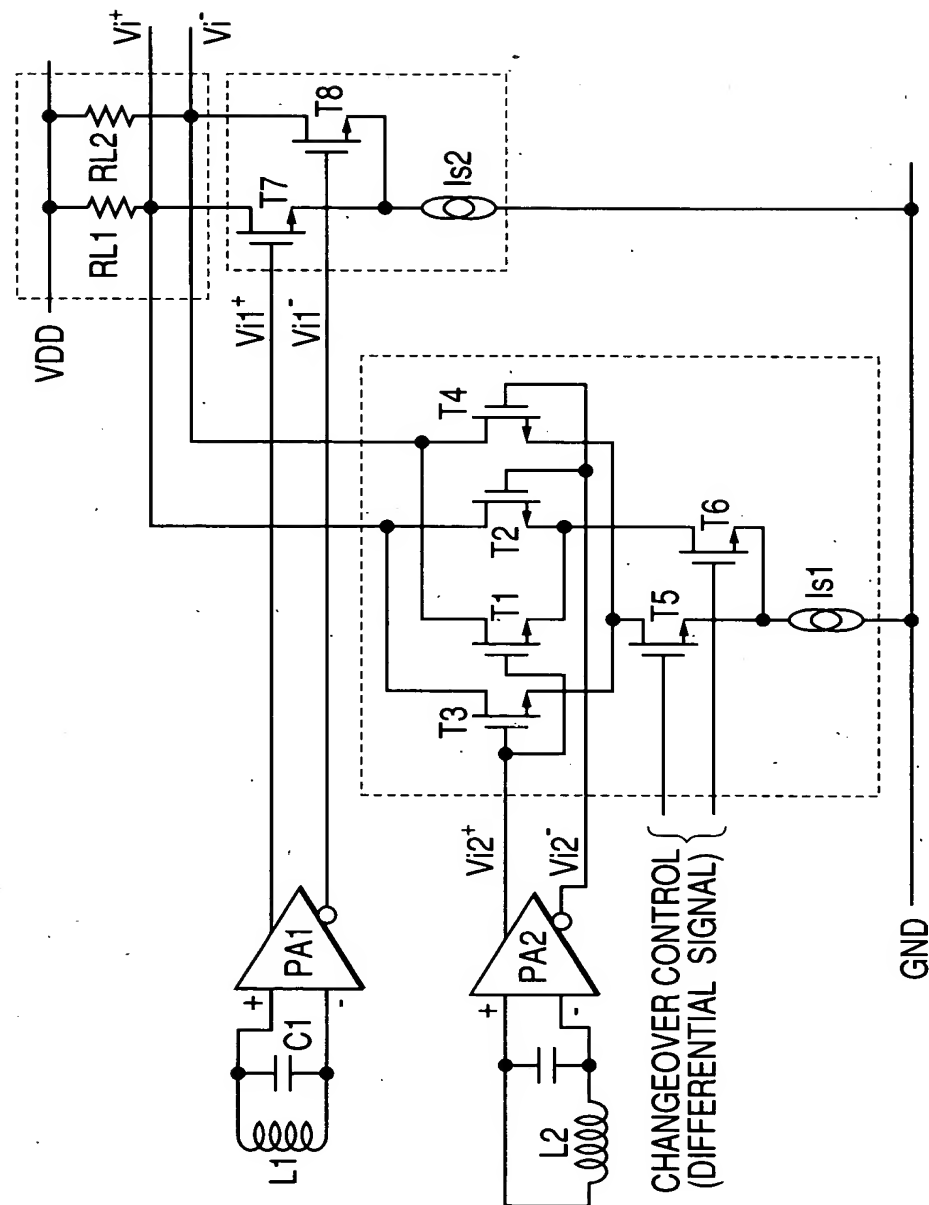 Vi+
Vi-
VDD
RL1
RL2
T7
T8
Is2
Vi1+
Vi1-
L1
C1
+
-
PA1
T3
T1
T2
T4
T5
T6
Is1
Vi2+
Vi2-
+
-
PA2
L2
CHANGEOVER CONTROL
(DIFFERENTIAL SIGNAL)
GND